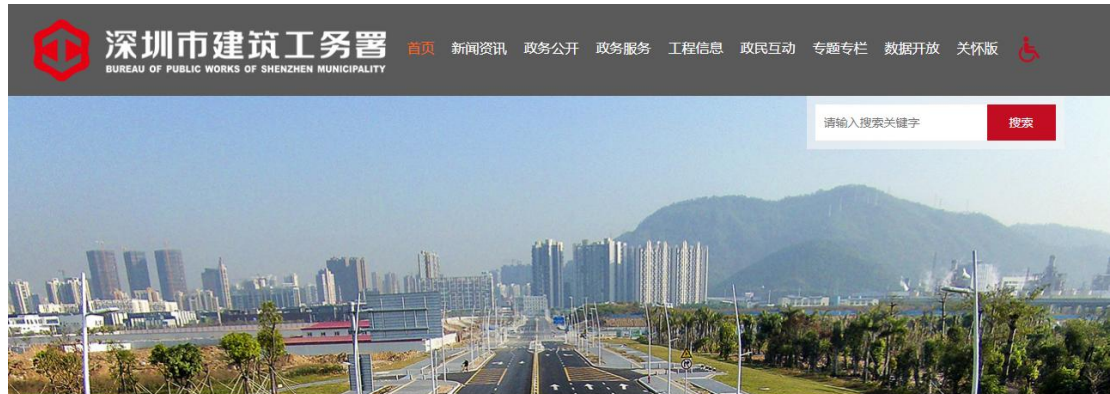 深圳市建筑工务署
BUREAU OF PUBLIC WORKS OF SHENZHEN MUNICIPALITY
首页 新闻资讯 政务公开 政务服务 工程信息 政民互动 专题专栏 数据开放 关怀版
请输入搜索关键字 搜索